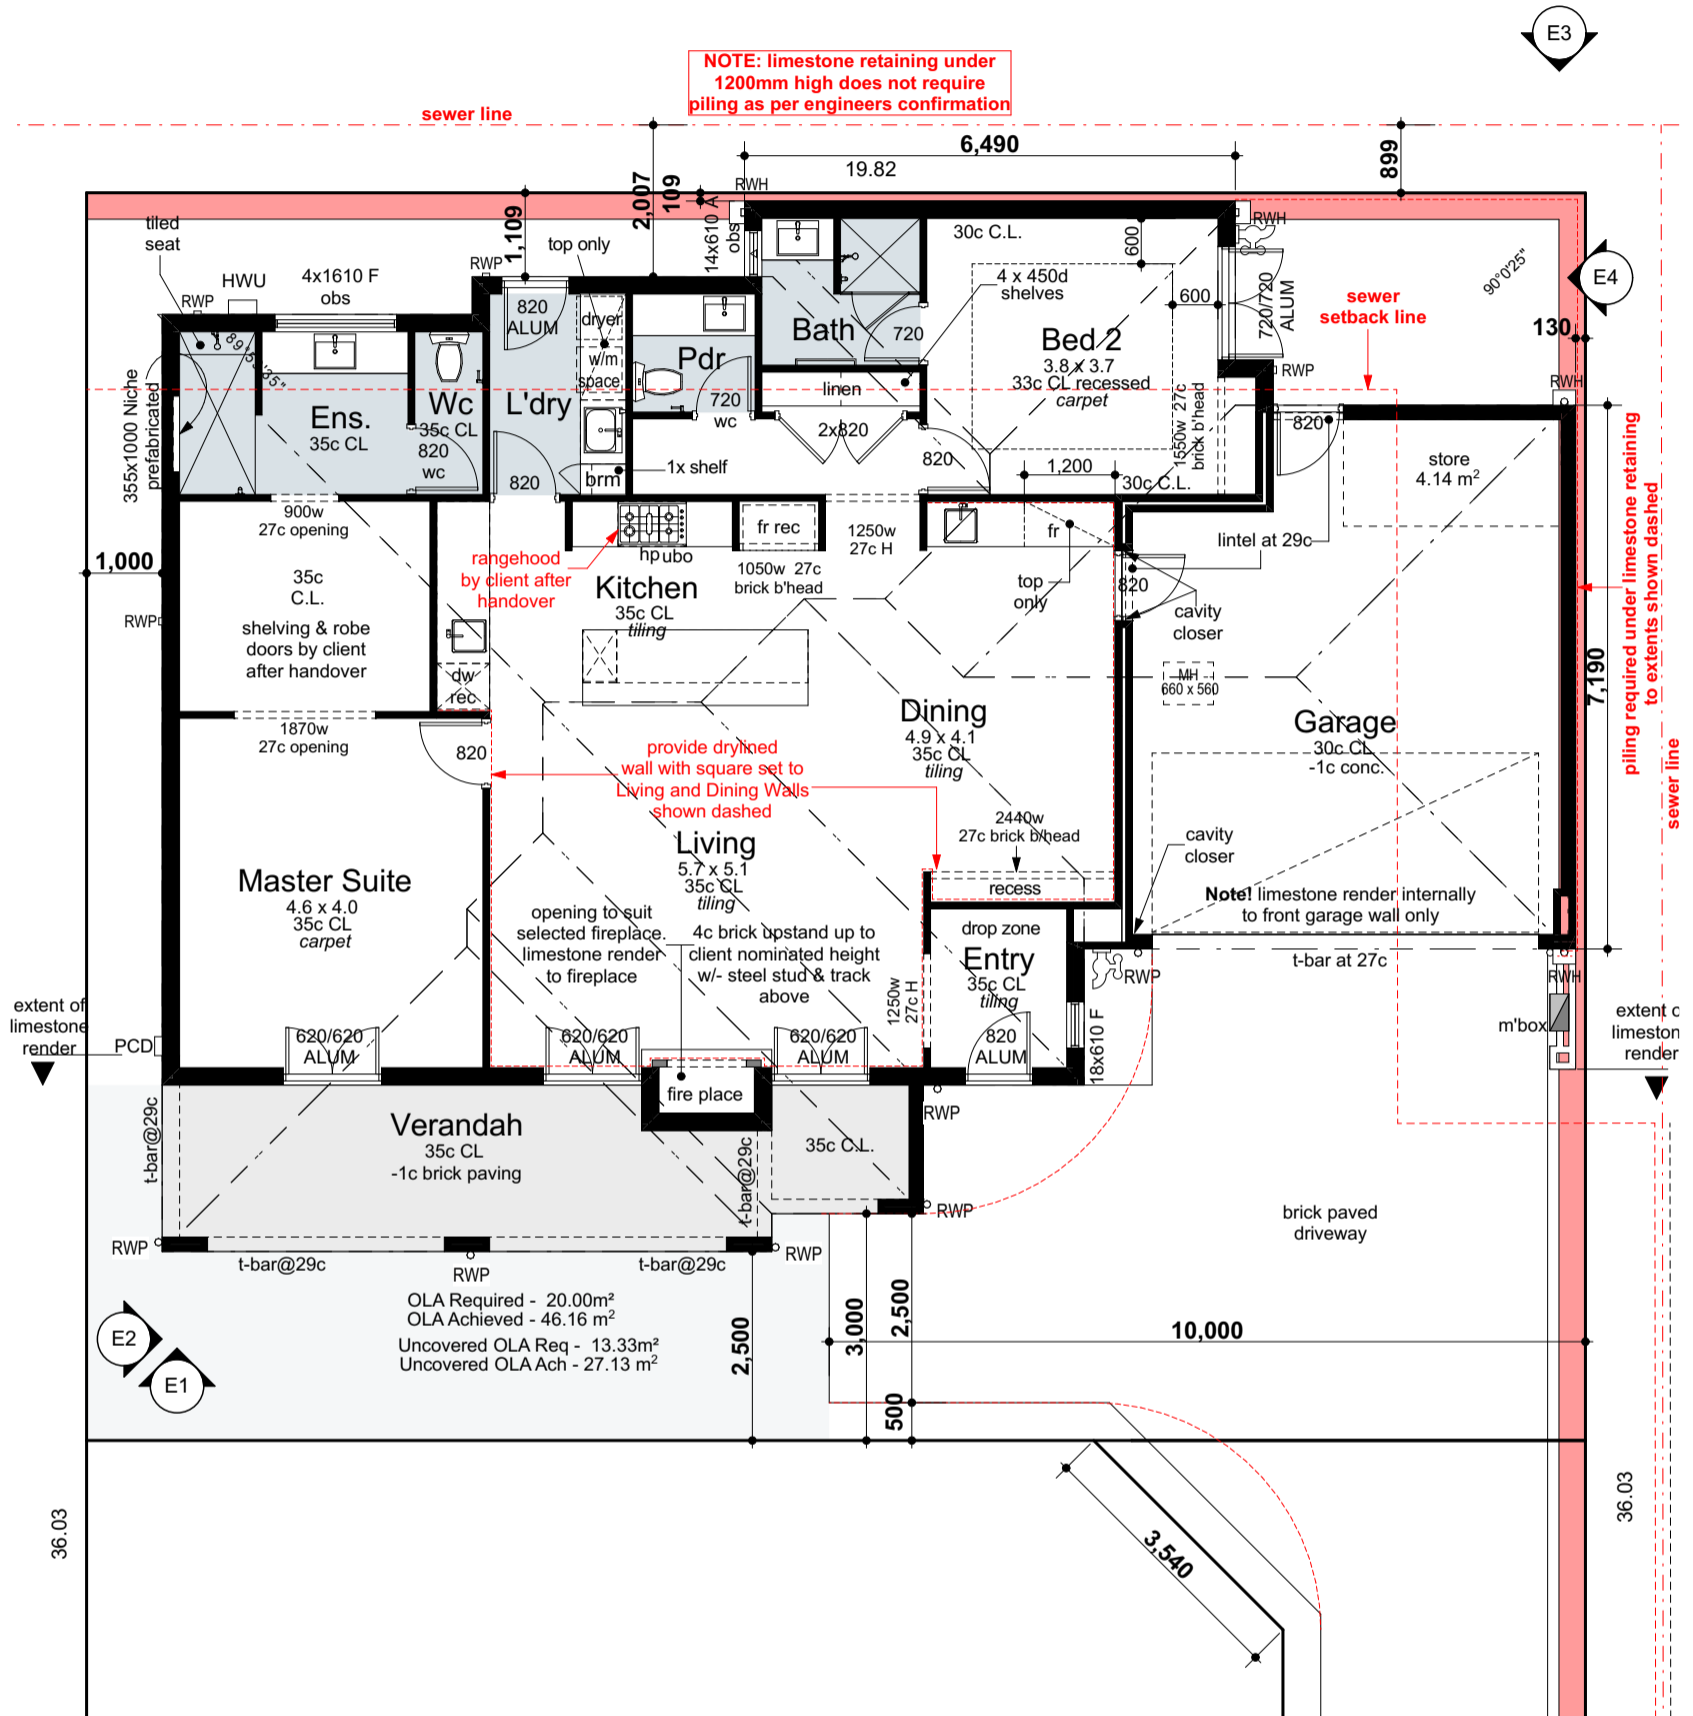 E3
NOTE: limestone retaining under
1200mm high does not require
piling as per engineers confirmation
sewer line
6,490
19.82
899
2,007
109
1,109
RWH
14x610 A
obs
tiled
seat
HWU
4x1610 F
obs
RWP
RWP
top only
30c C.L.
600
RWH
4 x 450d
shelves
600
720/720
ALUM
90°0'25"
E4
sewer
setback line
130
820
ALUM
dryer
w/m
space
Bath
720
Bed 2
3.8 x 3.7
33c CL recessed
carpet
RWP
RWH
89°59'35"
355x1000 Niche
prefabricated
Ens.
35c CL
Wc
35c CL
820
wc
L'dry
Pdr
720
wc
linen
2x820
1550w 27c
brick b'head
820
store
4.14 m²
820
brm
1x shelf
820
1,200
30c C.L.
900w
27c opening
1,000
35c
C.L.
shelving & robe
doors by client
after handover
RWP
rangehood
by client after
handover
hp
ubo
fr rec
1050w 27c
brick b'head
1250w
27c H
fr
top
only
lintel at 29c
820
cavity
closer
Kitchen
35c CL
tiling
dw
rec
MH
660 x 560
7,190
piling required under limestone retaining
to extents shown dashed
sewer line
1870w
27c opening
820
Dining
4.9 x 4.1
35c CL
tiling
Garage
30c CL
-1c conc.
provide drylined
wall with square set to
Living and Dining Walls
shown dashed
2440w
27c brick b/head
recess
cavity
closer
Living
5.7 x 5.1
35c CL
tiling
Master Suite
4.6 x 4.0
35c CL
carpet
Note! limestone render internally
to front garage wall only
opening to suit
selected fireplace.
limestone render
to fireplace
4c brick upstand up to
client nominated height
w/- steel stud & track
above
drop zone
Entry
35c CL
tiling
1250w
27c H
RWP
t-bar at 27c
RWH
m'box
extent of
limestone
render
PCD
620/620
ALUM
620/620
ALUM
620/620
ALUM
820
ALUM
18x610 F
limestone
render
fire place
RWP
Verandah
35c CL
-1c brick paving
t-bar@29c
t-bar@29c
35c C.L.
RWP
brick paved
driveway
RWP
t-bar@29c
RWP
t-bar@29c
RWP
OLA Required - 20.00m²
OLA Achieved - 46.16 m²
Uncovered OLA Req - 13.33m²
Uncovered OLA Ach - 27.13 m²
E2
E1
2,500
3,000
2,500
500
10,000
3,540
36.03
36.03